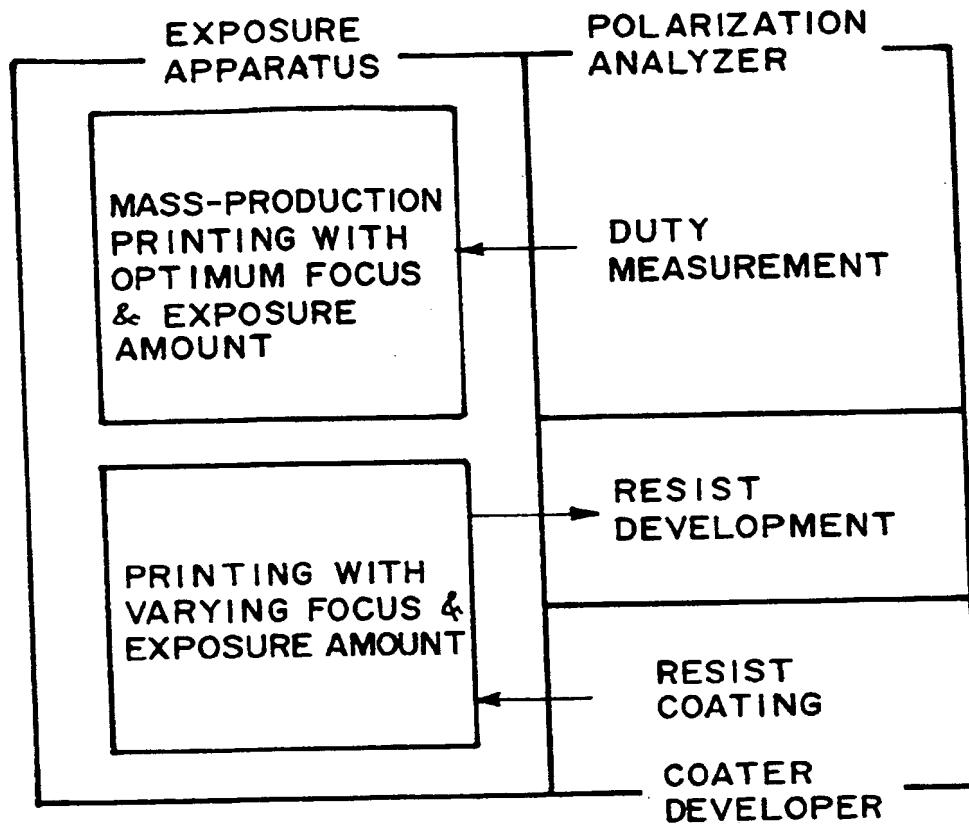 EXPOSURE
APPARATUS
POLARIZATION
ANALYZER
MASS-PRODUCTION
PRINTING WITH
OPTIMUM FOCUS
& EXPOSURE
AMOUNT
DUTY
MEASUREMENT
PRINTING WITH
VARYING FOCUS &
EXPOSURE AMOUNT
RESIST
DEVELOPMENT
RESIST
COATING
COATER
DEVELOPER